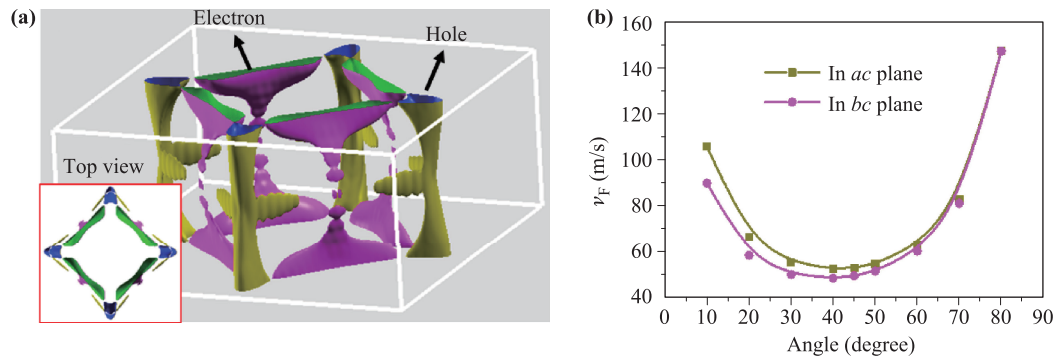 (a)
Electron
Hole
Top view
(b)
160
140
120
100
80
60
40
v_F (m/s)
In ac plane
In bc plane
0 10 20 30 40 50 60 70 80 90
Angle (degree)